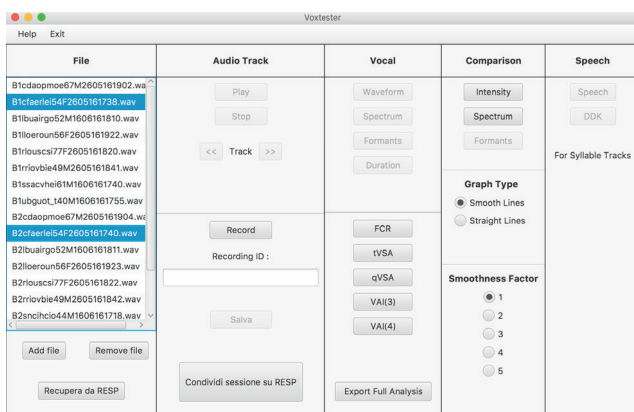 Voxtester
Help Exit
File
B1cdaopmoe67M2605161902.wa
B1cfaerlei54F2605161738.wav
B1lbuairgo52M1606161810.wav
B1lloeroun56F2605161922.wav
B1rlouscsi77F2605161820.wav
B1rriovbie49M2605161841.wav
B1ssacvhei61M1606161740.wav
B1ubguot_t40M1606161755.wav
B2cdaopmoe67M2605161904.wa
B2cfaerlei54F2605161740.wav
B2lbuairgo52M1606161811.wav
B2lloeroun56F2605161923.wav
B2rlouscsi77F2605161822.wav
B2rriovbie49M2605161842.wav
B2sncihcio44M1606161718.wav
Add file Remove file
Recupera da RESP
Audio Track
Play
Stop
<< Track >>
Record
Recording ID :
Salva
Condividi sessione su RESP
Vocal
Waveform
Spectrum
Formants
Duration
FCR
tVSA
qVSA
VAI(3)
VAI(4)
Export Full Analysis
Comparison
Intensity
Spectrum
Formants
Graph Type
Smooth Lines
Straight Lines
Smoothness Factor
1
2
3
4
5
Speech
Speech
DDK
For Syllable Tracks